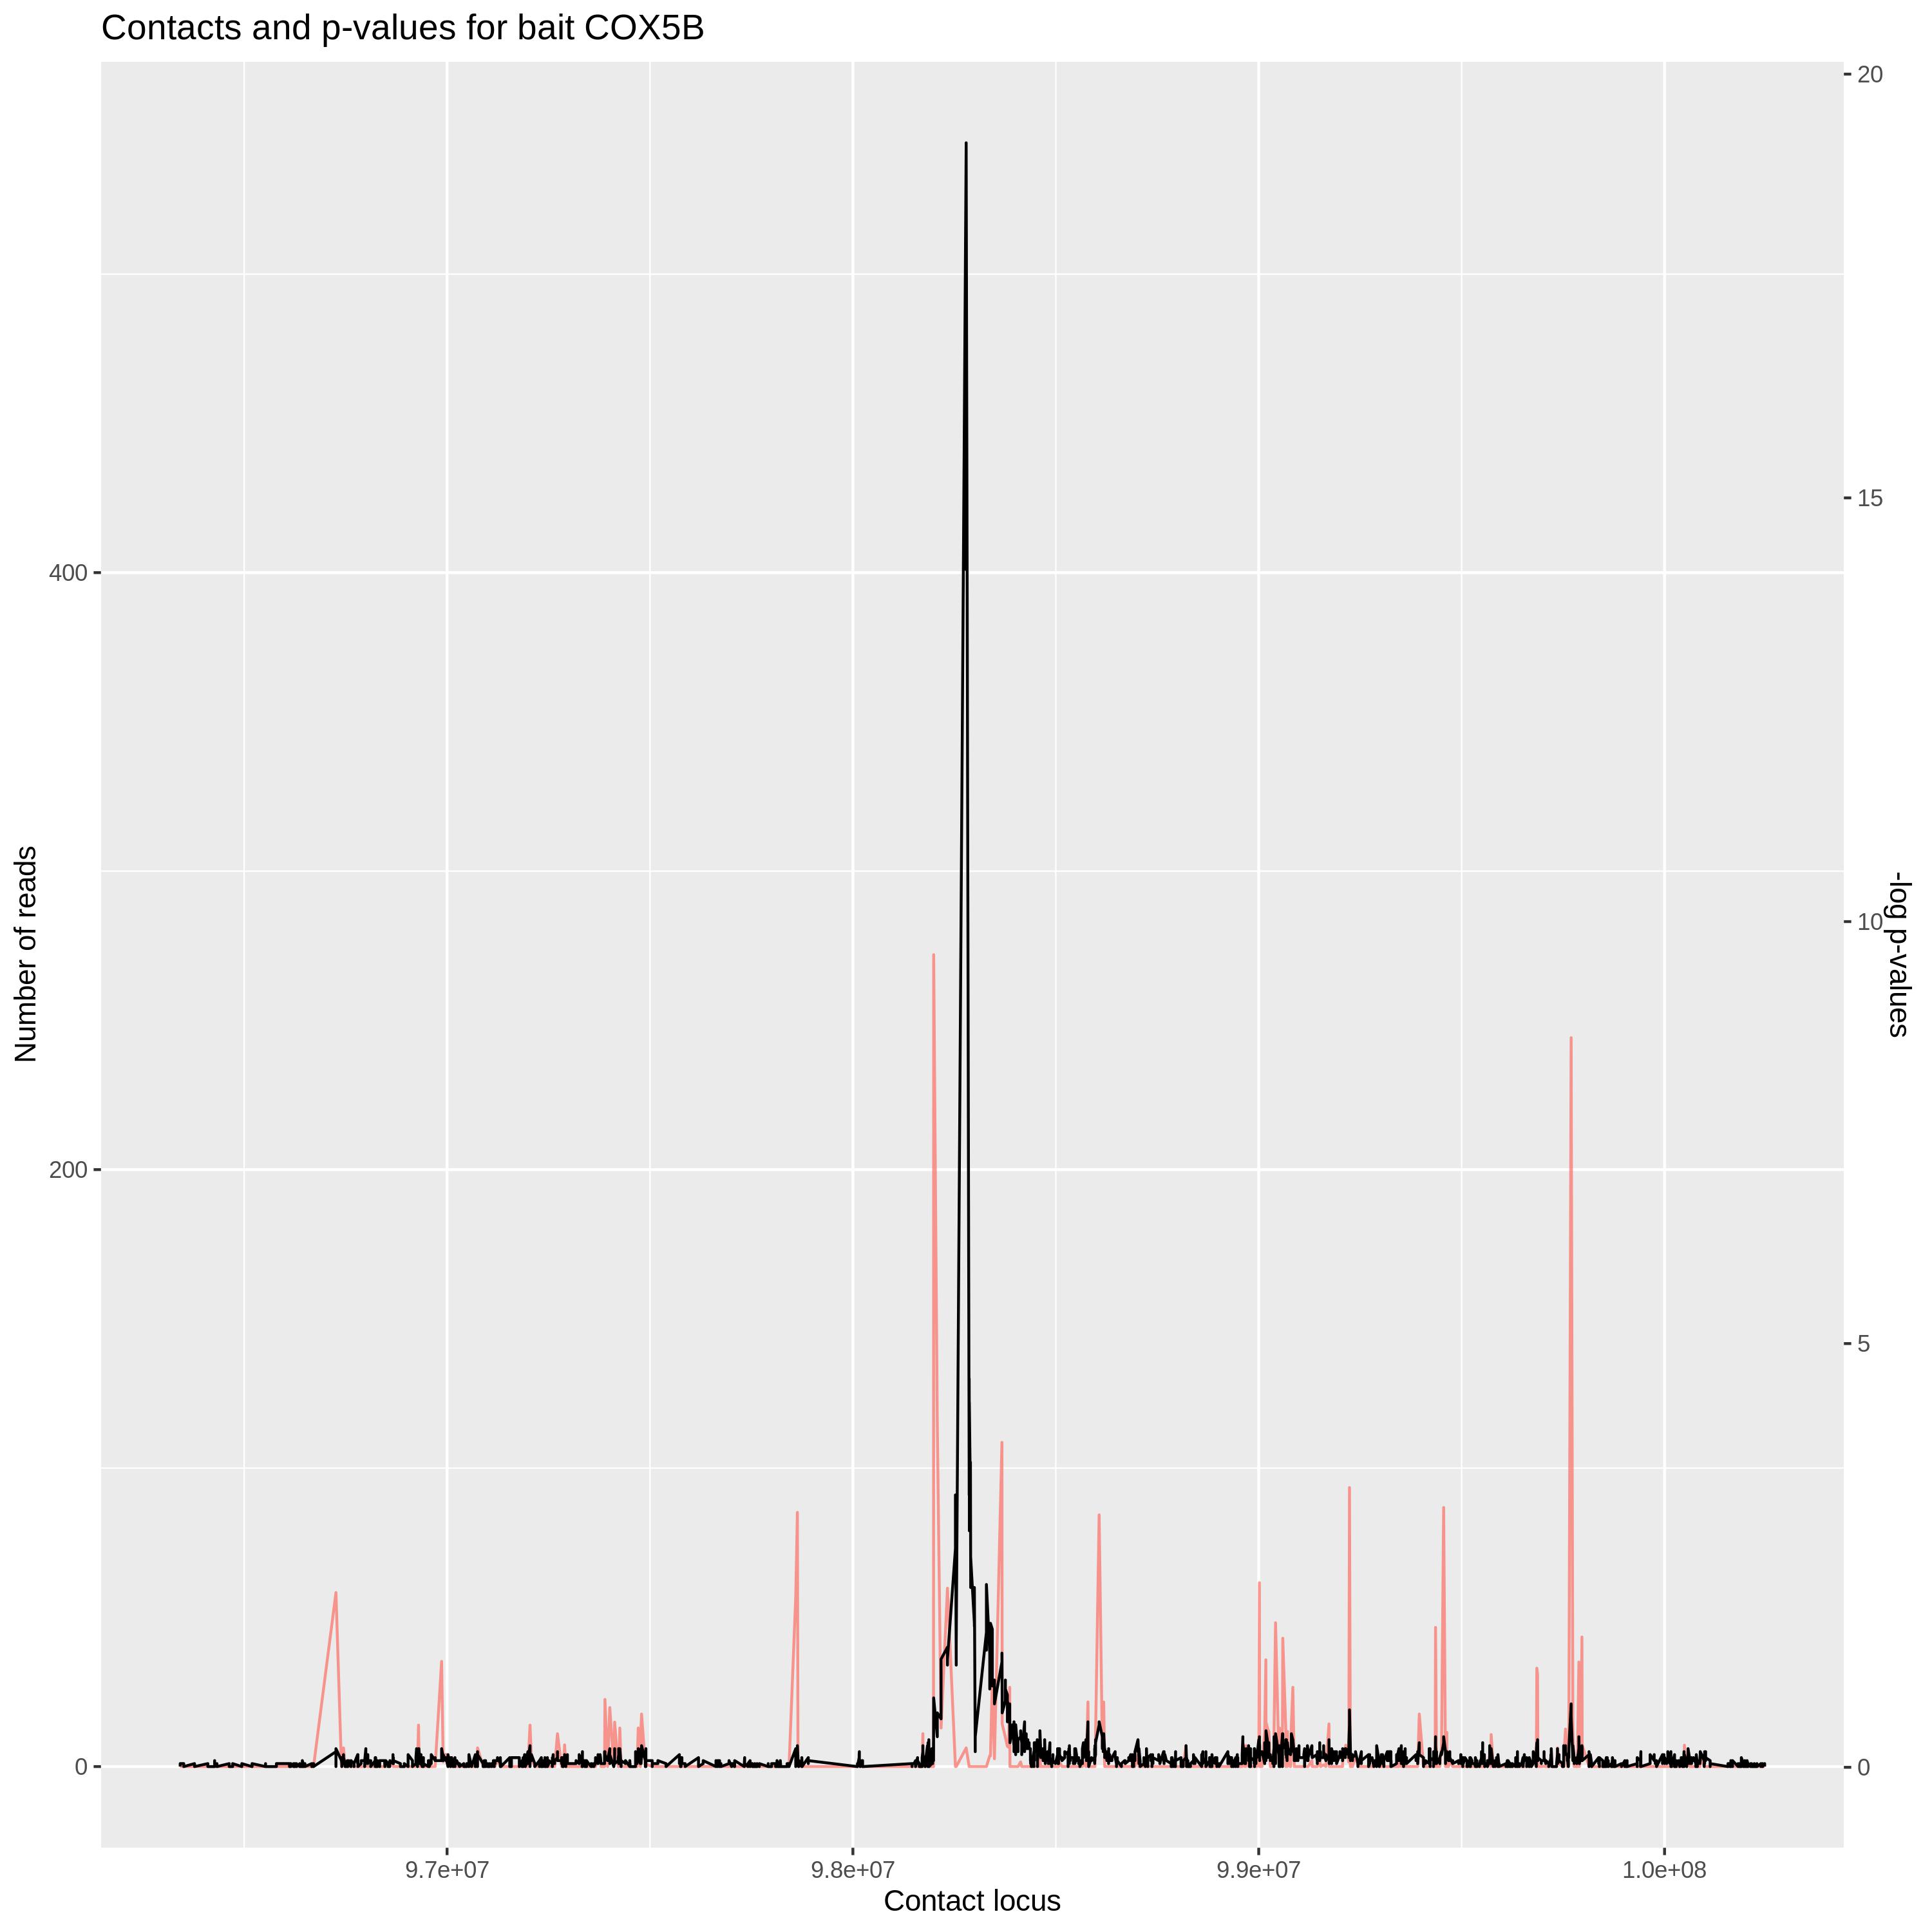 Contacts and p-values for bait COX5B
20
15
400
10
Number of reads
-log p-values
200
5
0
0
9.7e+07
9.8e+07
9.9e+07
1.0e+08
Contact locus